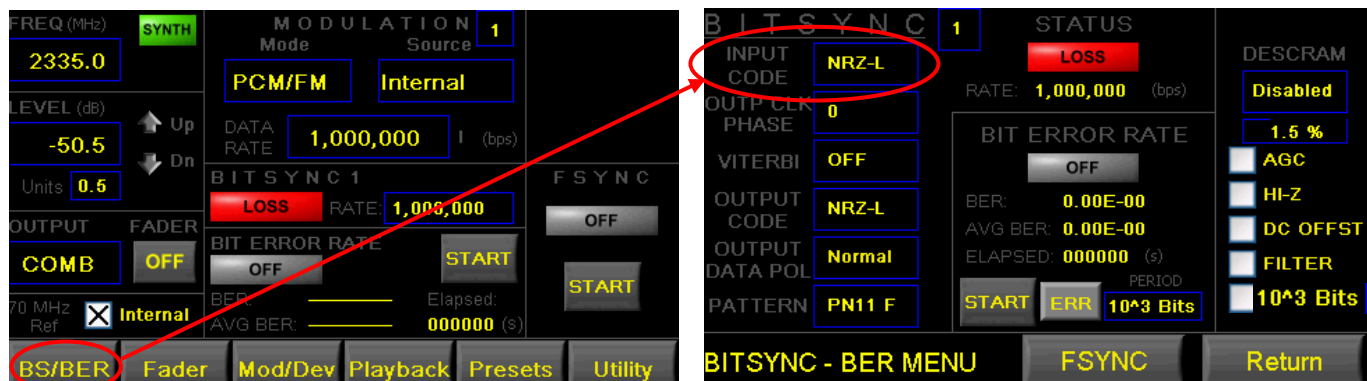 FREQ (MHz)
SYNTH
2335.0
LEVEL (dB)
-50.5
Up
Dn
Units 0.5
OUTPUT
FADER
COMB
OFF
70 MHz
Ref
Internal
MODULATION
1
Mode
Source
PCM/FM
Internal
DATA
RATE
1,000,000
(bps)
BITSYNC 1
LOSS
RATE: 1,000,000
BIT ERROR RATE
OFF
START
BER:
AVG BER:
Elapsed:
000000 (s)
FSYNC
OFF
START
BS/BER
Fader
Mod/Dev
Playback
Presets
Utility
BITSYNC
1
INPUT
CODE
NRZ-L
OUTP CLK
PHASE
0
VITERBI
OFF
OUTPUT
CODE
NRZ-L
OUTPUT
DATA POL
Normal
PATTERN
PN11 F
STATUS
LOSS
RATE: 1,000,000 (bps)
BIT ERROR RATE
OFF
BER: 0.00E-00
AVG BER: 0.00E-00
ELAPSED: 000000 (s)
PERIOD
START
ERR
10^3 Bits
DESCRAM
Disabled
1.5 %
AGC
HI-Z
DC OFFST
FILTER
10^3 Bits
BITSYNC - BER MENU
FSYNC
Return